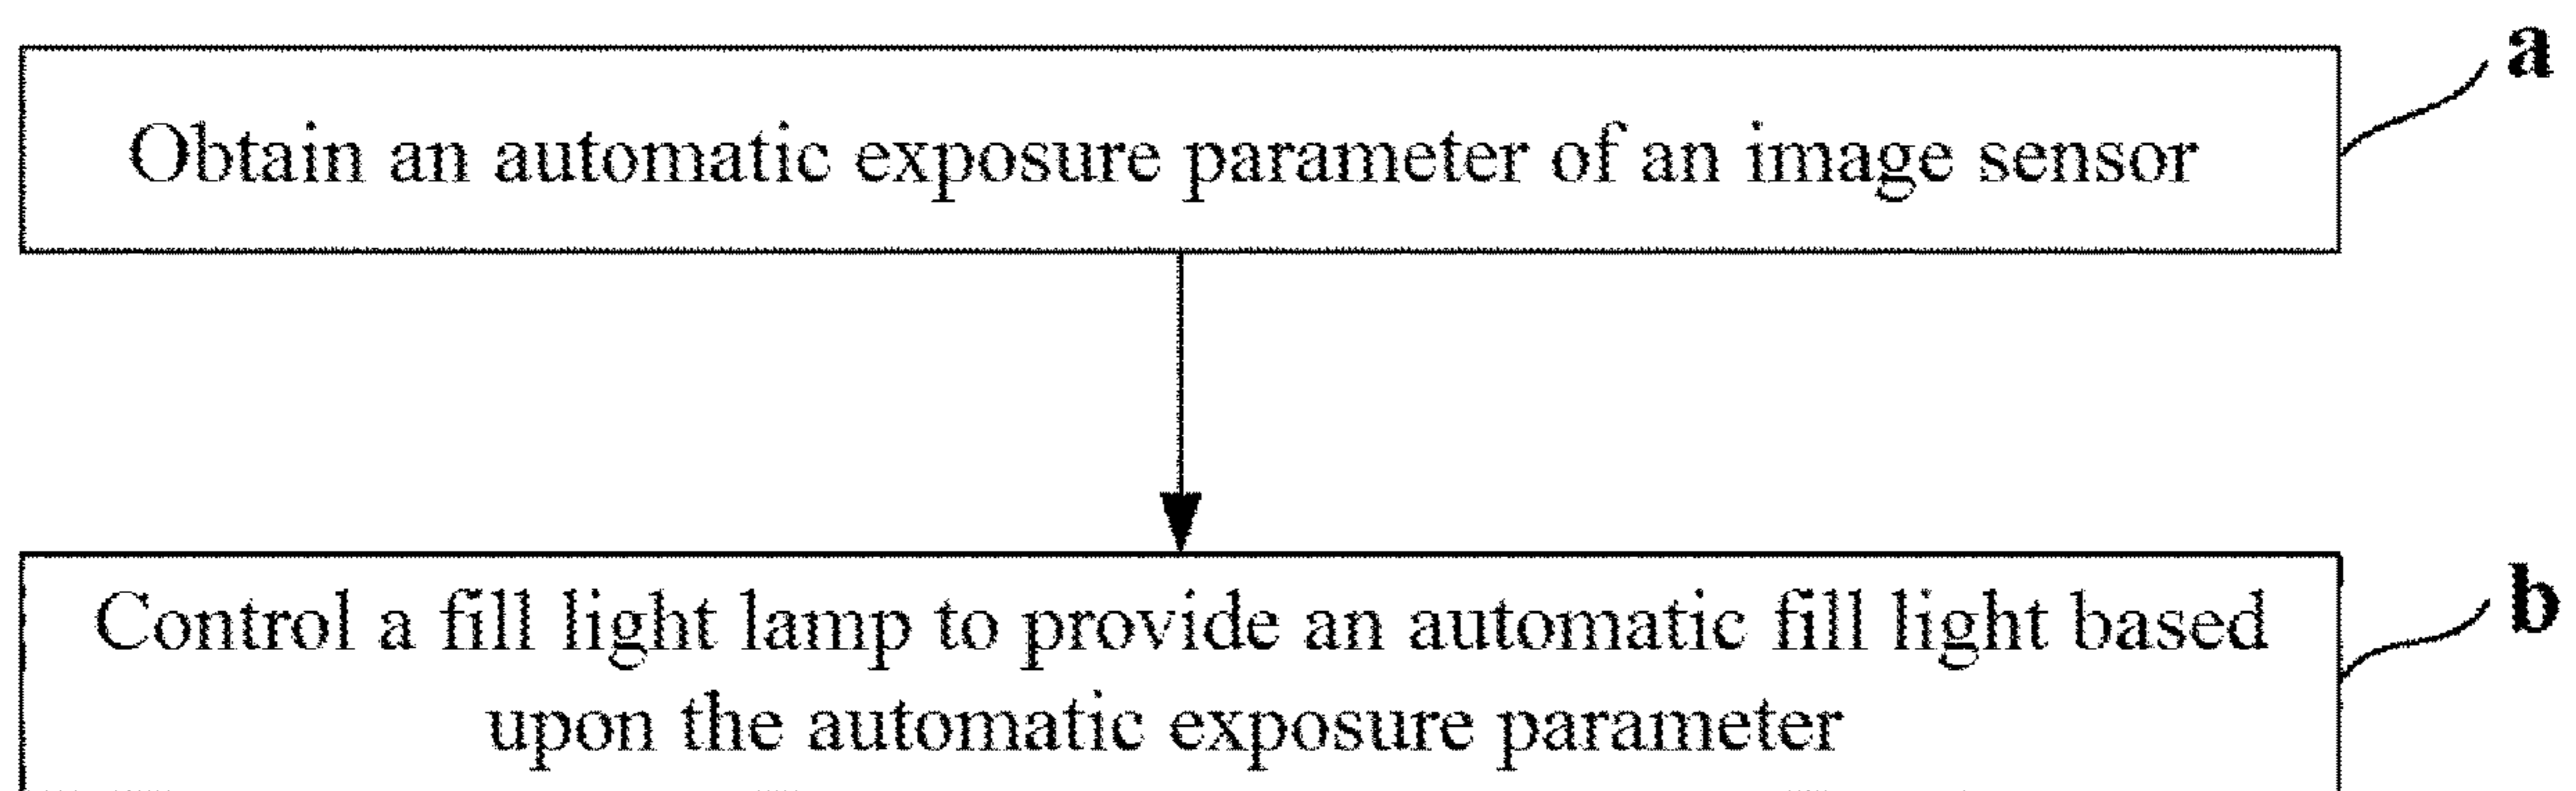 a
Obtain an automatic exposure parameter of an image sensor
b
Control a fill light lamp to provide an automatic fill light based
upon the automatic exposure parameter